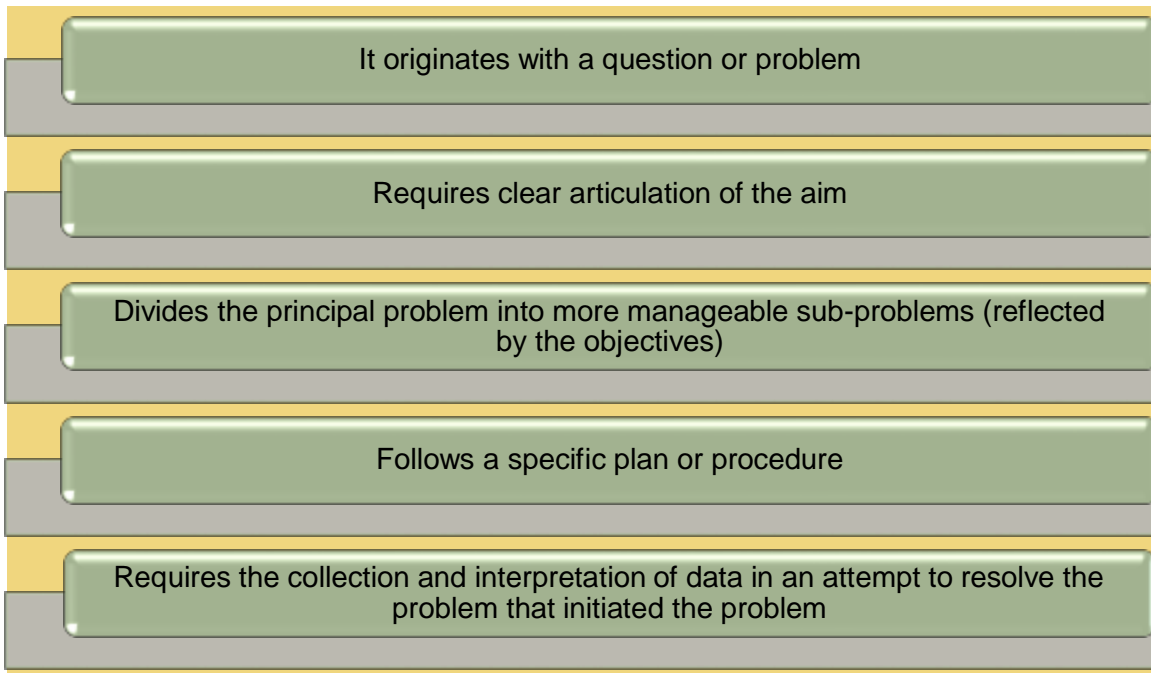 It originates with a question or problem
Requires clear articulation of the aim
Divides the principal problem into more manageable sub-problems (reflected
by the objectives)
Follows a specific plan or procedure
Requires the collection and interpretation of data in an attempt to resolve the
problem that initiated the problem